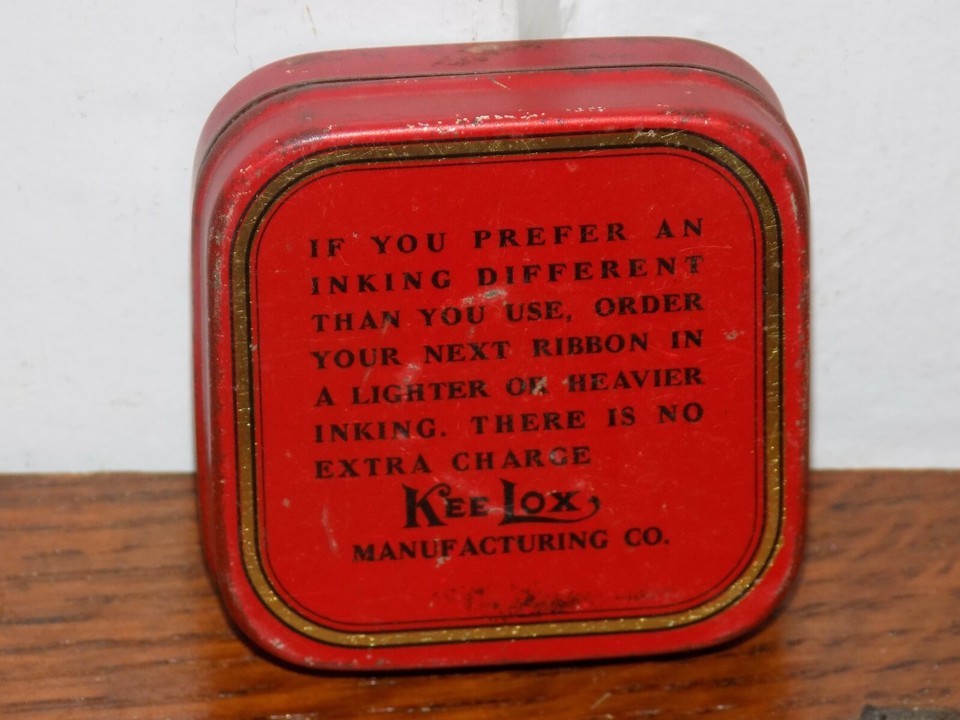 IF YOU PREFER AN
INKING DIFFERENT
THAN YOU USE, ORDER
YOUR NEXT RIBBON IN
A LIGHTER OR HEAVIER
INKING. THERE IS NO
EXTRA CHARGE
KEE LOX
MANUFACTURING CO.